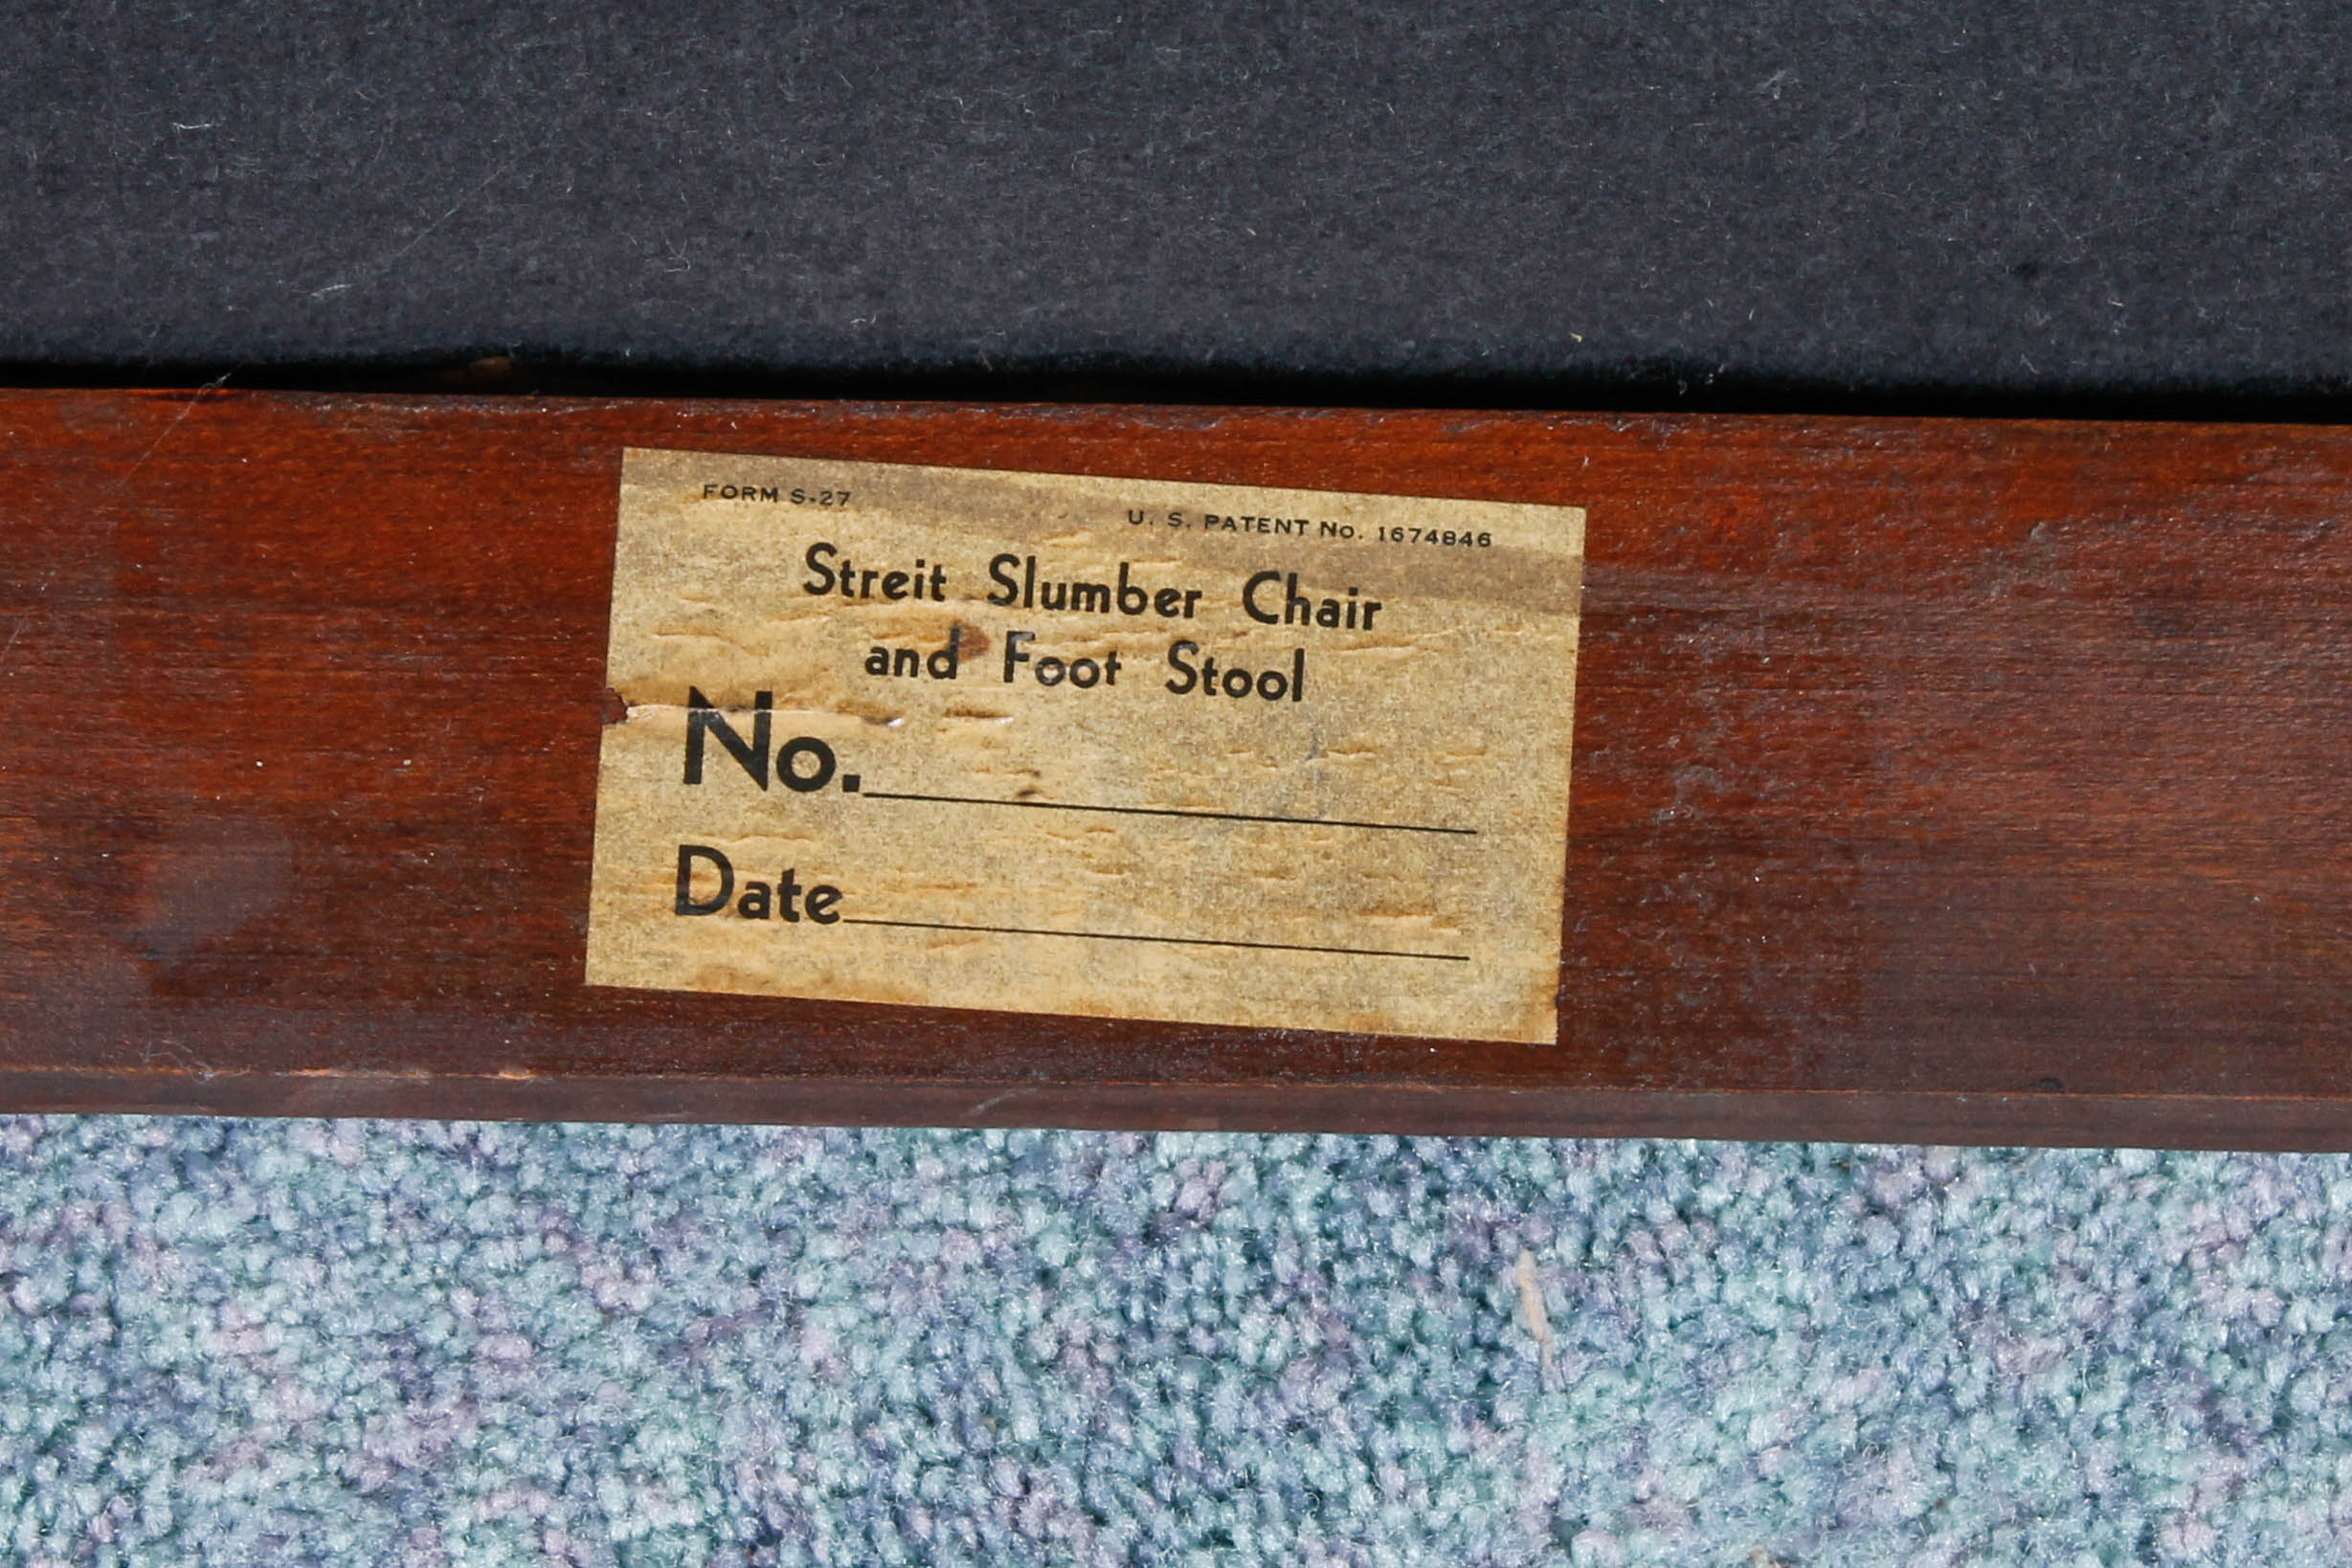 FORM S-27
U. S. PATENT No. 1674846
Streit Slumber Chair
and Foot Stool
No.
Date